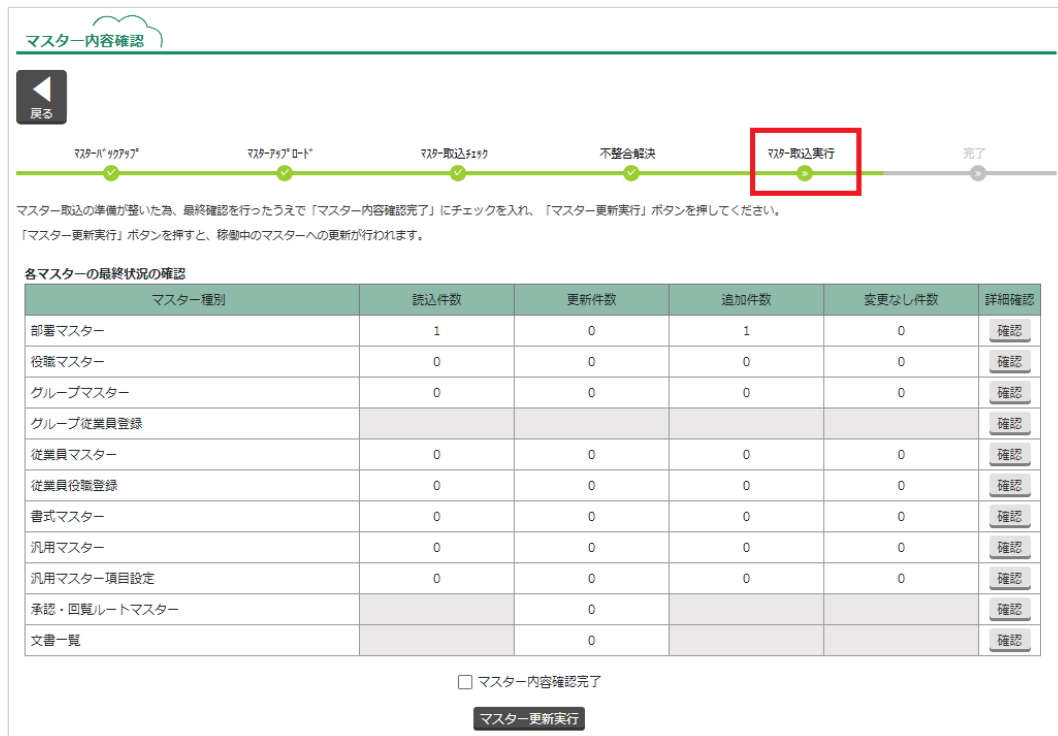 マスター内容確認
戻る
ﾏｽﾀｰﾊﾞｯｸｱｯﾌﾟ ﾏｽﾀｰｱｯﾌﾟﾛｰﾄﾞ ﾏｽﾀｰ取込ﾁｪｯｸ 不整合解決 ﾏｽﾀｰ取込実行 完了
マスター取込の準備が整いた為、最終確認を行ったうえで「マスター内容確認完了」にチェックを入れ、「マスター更新実行」ボタンを押してください。
「マスター更新実行」ボタンを押すと、稼働中のマスターへの更新が行われます。
各マスターの最終状況の確認
マスター種別 読込件数 更新件数 追加件数 変更なし件数 詳細確認
部署マスター 1 0 1 0 確認
役職マスター 0 0 0 0 確認
グループマスター 0 0 0 0 確認
グループ従業員登録 確認
従業員マスター 0 0 0 0 確認
従業員役職登録 0 0 0 0 確認
書式マスター 0 0 0 0 確認
汎用マスター 0 0 0 0 確認
汎用マスター項目設定 0 0 0 0 確認
承認・回覧ルートマスター 0 確認
文書一覧 0 確認
マスター内容確認完了
マスター更新実行